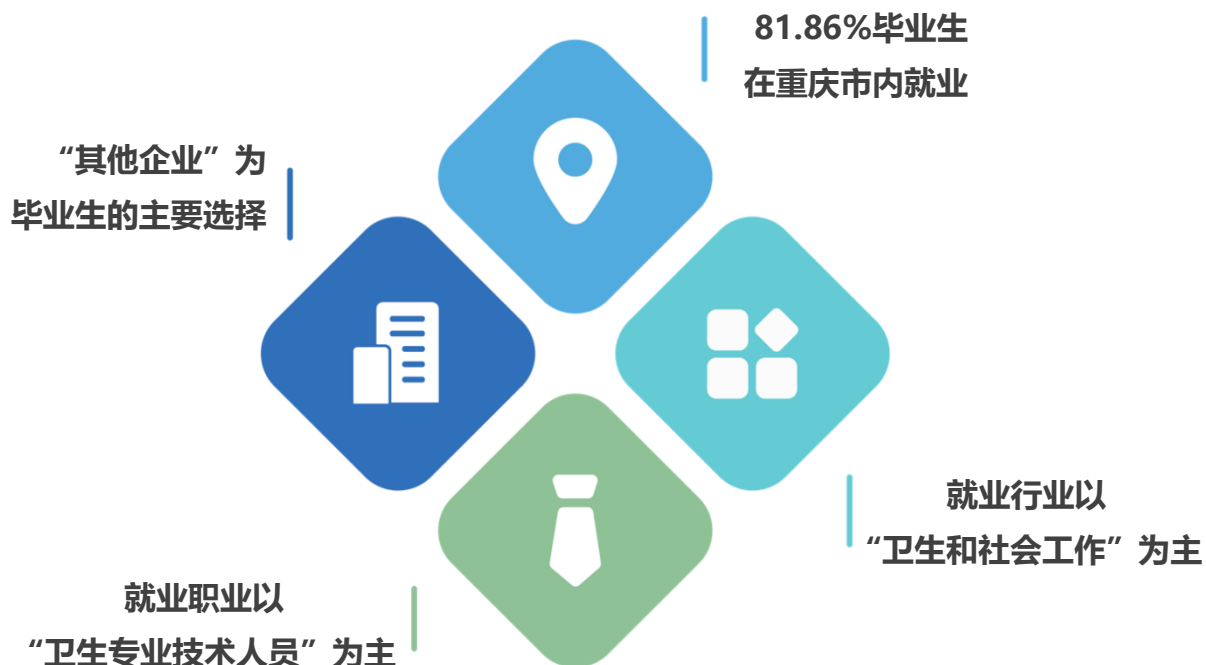 81.86%毕业生
在重庆市内就业
“其他企业”为
毕业生的主要选择
就业行业以
“卫生和社会工作”为主
就业职业以
“卫生专业技术人员”为主